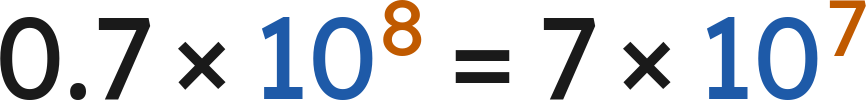 0.7 × 10⁸ = 7 × 10⁷